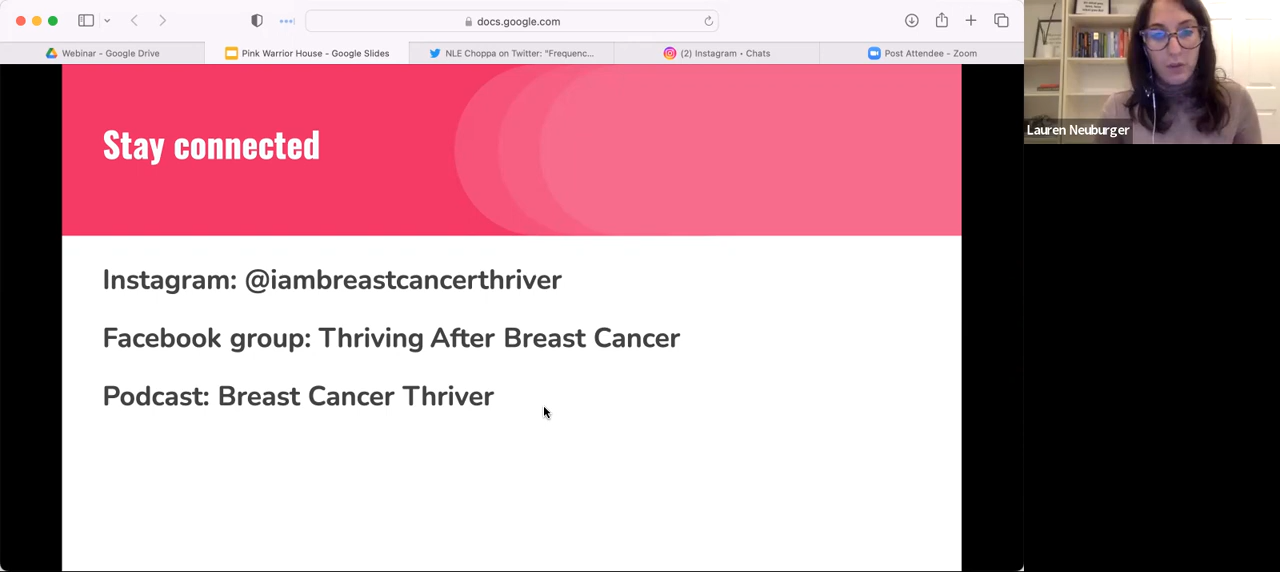 docs.google.com
Webinar - Google Drive
Pink Warrior House - Google Slides
NLE Choppa on Twitter: "Frequenc...
(2) Instagram • Chats
Post Attendee - Zoom
Lauren Neuburger
Stay connected
Instagram: @iambreastcancerthriver
Facebook group: Thriving After Breast Cancer
Podcast: Breast Cancer Thriver